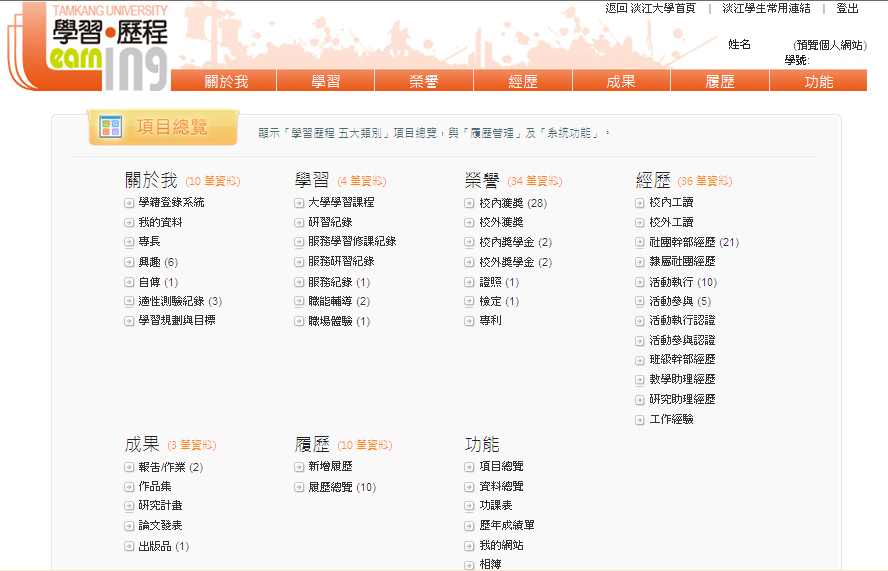 TAMKANG UNIVERSITY
學習•歷程
earning
返回 淡江大學首頁 | 淡江學生常用連結 | 登出
姓名 (預覽個人網站)
學號:
關於我 學習 榮譽 經歷 成果 履歷 功能
項目總覽
顯示「學習歷程 五大類別」項目總覽,與「履歷管理」及「系統功能」。
關於我 (10 筆資料)
學籍登錄系統
我的資料
專長
興趣 (6)
自傳 (1)
適性測驗紀錄 (3)
學習規劃與目標
學習 (4 筆資料)
大學學習課程
研習紀錄
服務學習修課紀錄
服務研習紀錄
服務紀錄 (1)
職能輔導 (2)
職場體驗 (1)
榮譽 (34 筆資料)
校內獲獎 (28)
校外獲獎
校內獎學金 (2)
校外獎學金 (2)
證照 (1)
檢定 (1)
專利
經歷 (36 筆資料)
校內工讀
校外工讀
社團幹部經歷 (21)
隸屬社團經歷
活動執行 (10)
活動參與 (5)
活動執行認證
活動參與認證
班級幹部經歷
教學助理經歷
研究助理經歷
工作經驗
成果 (3 筆資料)
報告/作業 (2)
作品集
研究計畫
論文發表
出版品 (1)
履歷 (10 筆資料)
新增履歷
履歷總覽 (10)
功能
項目總覽
資料總覽
功課表
歷年成績單
我的網站
相簿